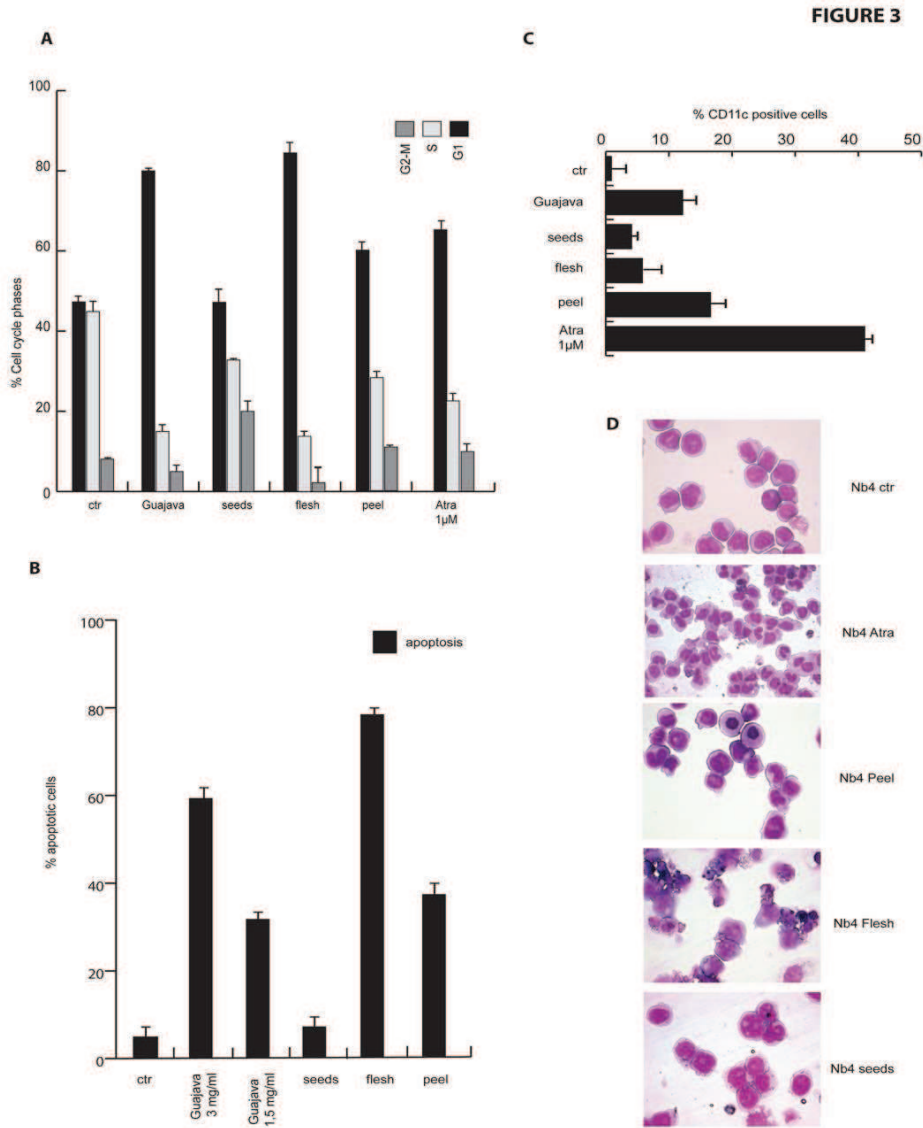 FIGURE 3
A
100
80
60
40
20
0
% Cell cycle phases
G2-M
S
G1
ctr
Guajava
seeds
flesh
peel
Atra
1µM
B
100
80
60
40
20
0
% apoptotic cells
apoptosis
ctr
Guajava
3 mg/ml
Guajava
1,5 mg/ml
seeds
flesh
peel
C
% CD11c positive cells
0 10 20 30 40 50
ctr
Guajava
seeds
flesh
peel
Atra
1µM
D
Nb4 ctr
Nb4 Atra
Nb4 Peel
Nb4 Flesh
Nb4 seeds